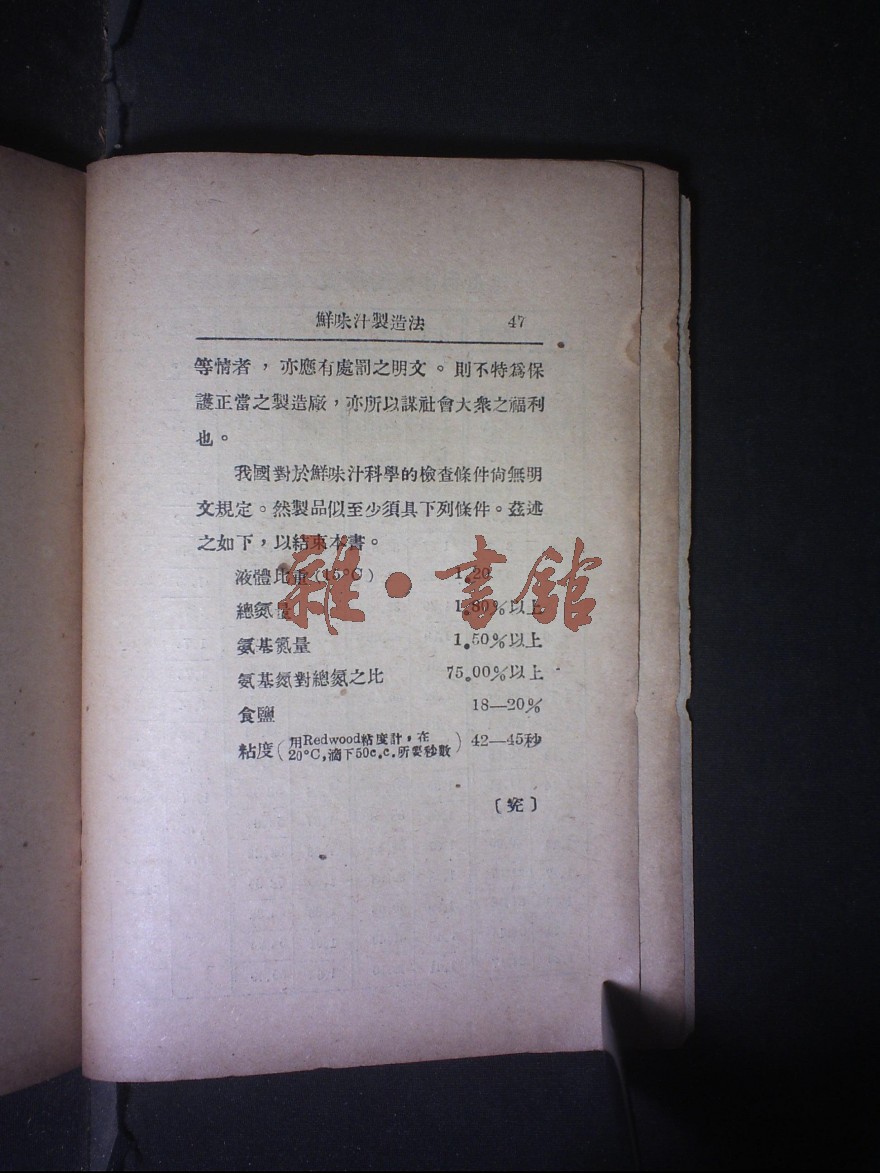 鮮味汁製造法 47
等情者，亦應有處罰之明文。則不特爲保
護正當之製造廠，亦所以謀社會大衆之福利
也。
我國對於鮮味汁科學的檢查條件尙無明
文規定。然製品似至少須具下列條件。茲述
之如下，以結束本書。
液體比重(15°C) 1.20
總氮量 1.80%以上
氨基氮量 1.50%以上
氨基氮對總氮之比 75.00%以上
食鹽 18—20%
粘度(用Redwood粘度計，在20°C，滴下50c.c.所要秒數) 42—45秒
〔完〕
雜·書館